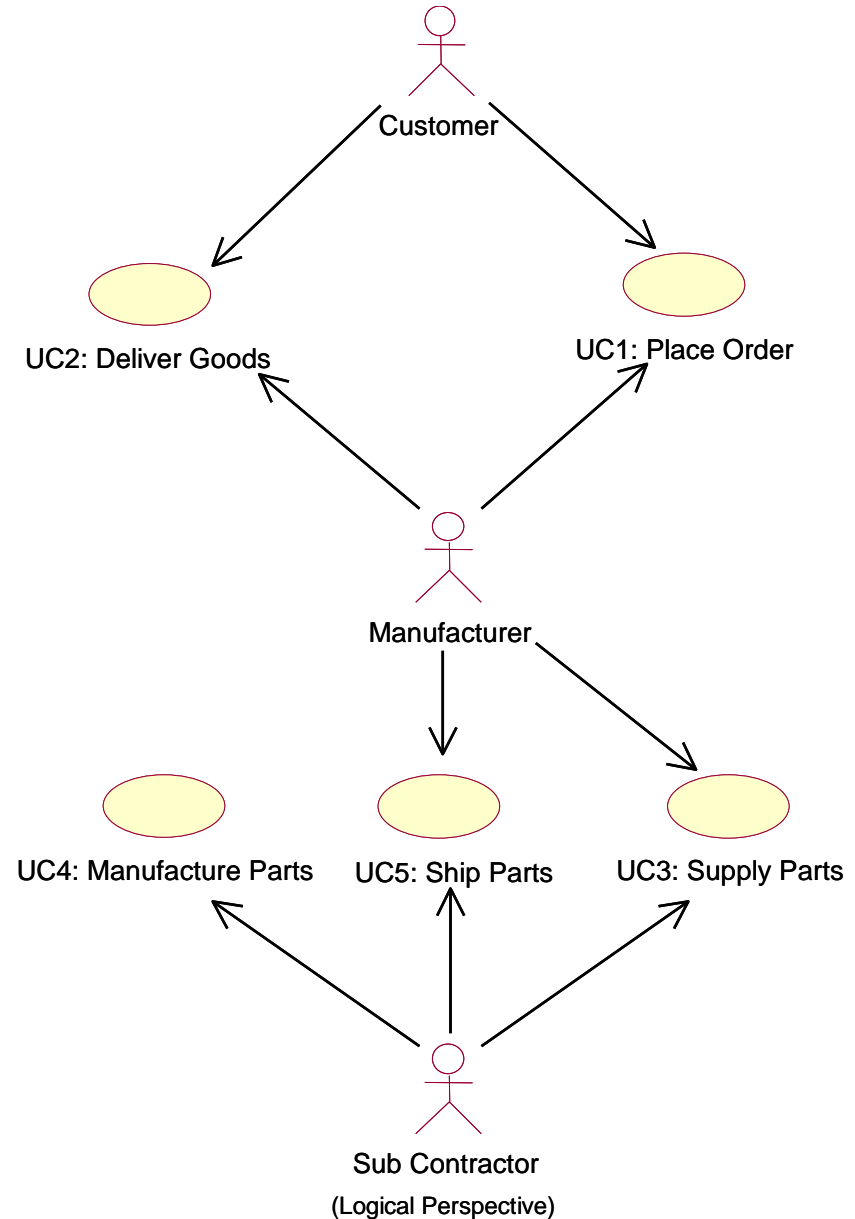 Customer
UC2: Deliver Goods
UC1: Place Order
Manufacturer
UC4: Manufacture Parts
UC5: Ship Parts
UC3: Supply Parts
Sub Contractor
(Logical Perspective)